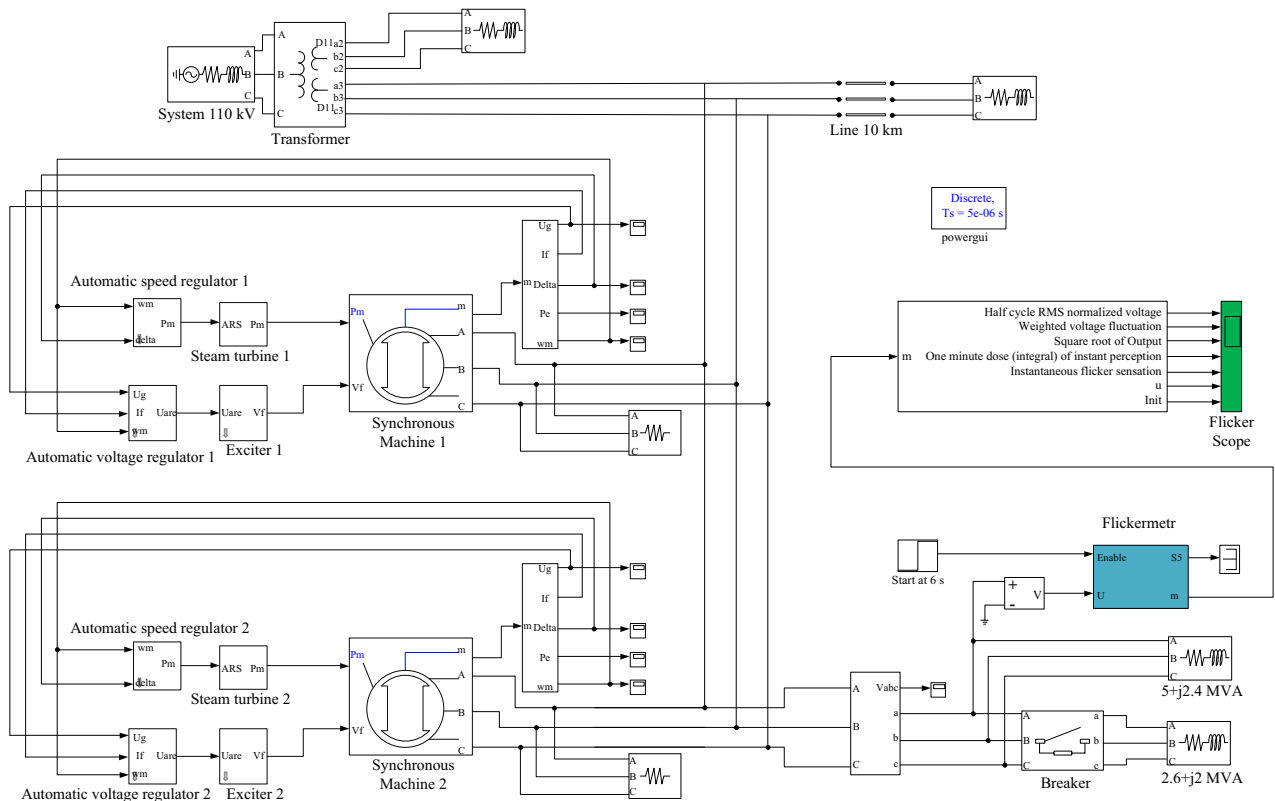 A
B
C
A
B
C
System 110 kV
A
B
C
D11a2
b2
c2
a3
b3
D11c3
Transformer
A
B
C
Line 10 km
A
B
C
Discrete,
Ts = 5e-06 s
powergui
Automatic speed regulator 1
wm
Pm
delta
ARS Pm
Steam turbine 1
Ug
If Uare
wm
Automatic voltage regulator 1
Uare Vf
Exciter 1
Pm
Vf
m
A
B
C
Synchronous
Machine 1
m
Ug
If
Delta
Pe
wm
A
B
C
m
Half cycle RMS normalized voltage
Weighted voltage fluctuation
Square root of Output
One minute dose (integral) of instant perception
Instantaneous flicker sensation
u
Init
Flicker
Scope
Automatic speed regulator 2
wm
Pm
delta
ARS Pm
Steam turbine 2
Ug
If Uare
wm
Automatic voltage regulator 2
Uare Vf
Exciter 2
Pm
Vf
m
A
B
C
Synchronous
Machine 2
m
Ug
If
Delta
Pe
wm
A
B
C
Start at 6 s
+
-
V
Flickermetr
Enable
U
S5
m
A
B
C
Vabc
a
b
c
A
B
C
5+j2.4 MVA
A
B
C
a
b
c
Breaker
A
B
C
2.6+j2 MVA